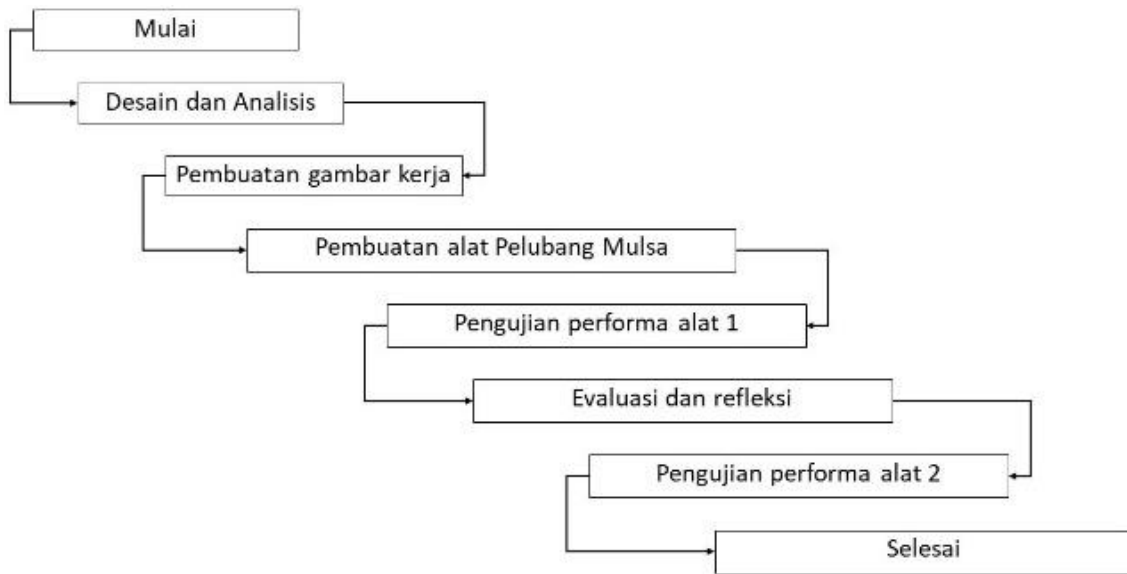 Mulai
Desain dan Analisis
Pembuatan gambar kerja
Pembuatan alat Pelubang Mulsa
Pengujian performa alat 1
Evaluasi dan refleksi
Pengujian performa alat 2
Selesai